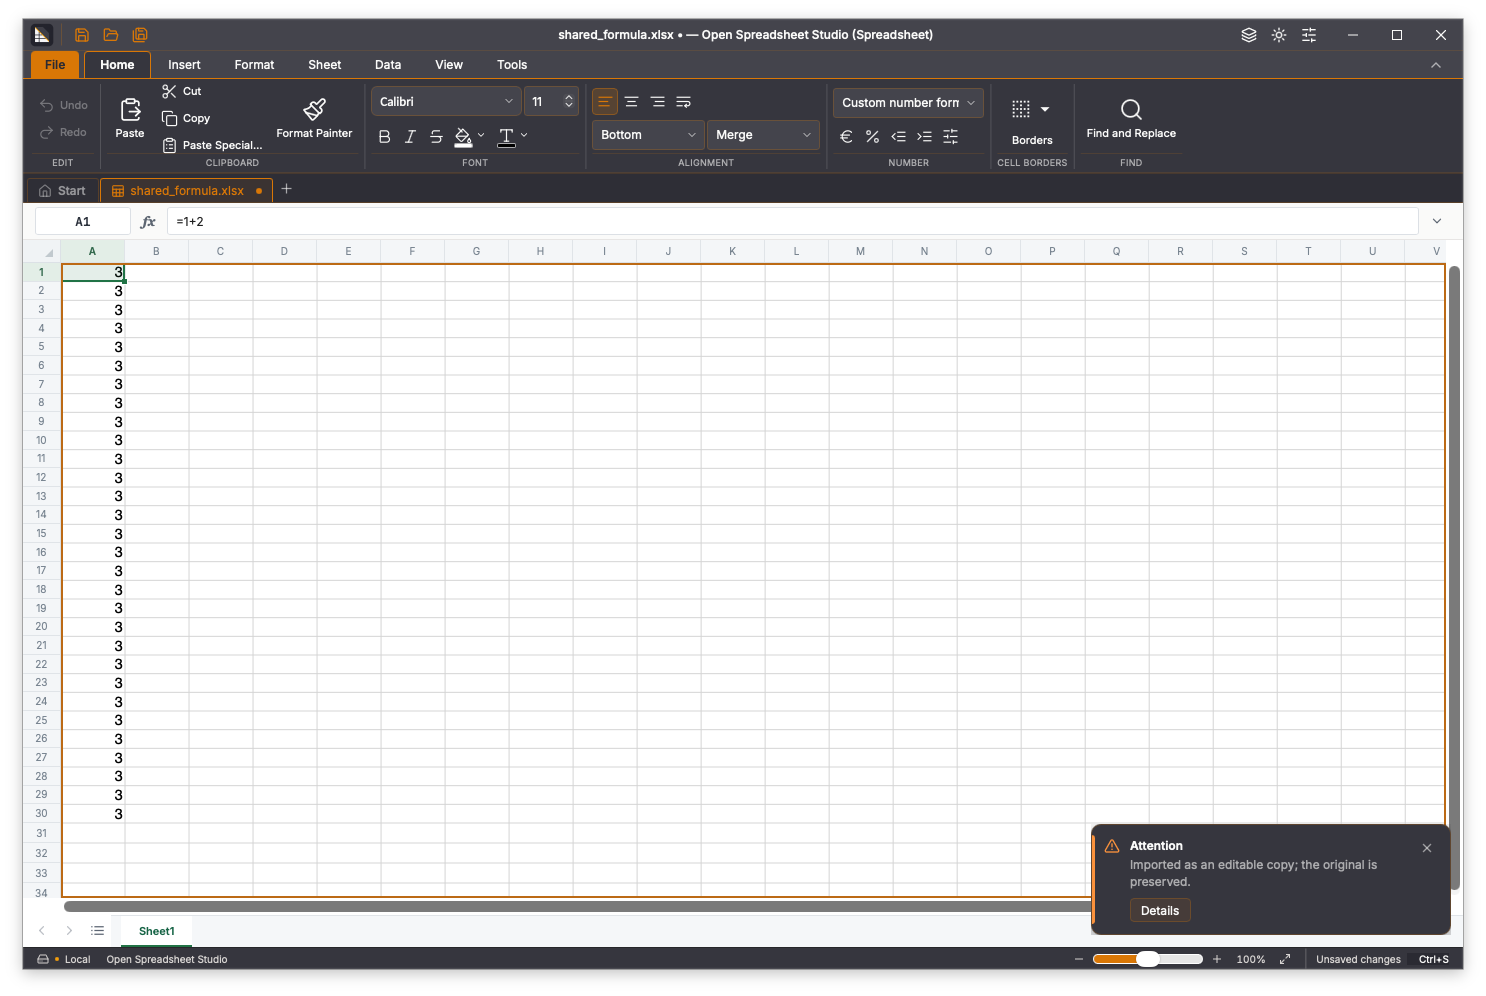 shared_formula.xlsx • — Open Spreadsheet Studio (Spreadsheet)
File Home Insert Format Sheet Data View Tools
Undo
Redo
EDIT
Paste
Cut
Copy
Paste Special...
Format Painter
CLIPBOARD
Calibri 11
FONT
Bottom Merge
ALIGNMENT
Custom number form
NUMBER
Borders
CELL BORDERS
Find and Replace
FIND
Start shared_formula.xlsx
A1 fx =1+2
A B C D E F G H I J K L M N O P Q R S T U V
1 3
2 3
3 3
4 3
5 3
6 3
7 3
8 3
9 3
10 3
11 3
12 3
13 3
14 3
15 3
16 3
17 3
18 3
19 3
20 3
21 3
22 3
23 3
24 3
25 3
26 3
27 3
28 3
29 3
30 3
31
32
33
34
Attention
Imported as an editable copy; the original is
preserved.
Details
Sheet1
Local Open Spreadsheet Studio 100% Unsaved changes Ctrl+S